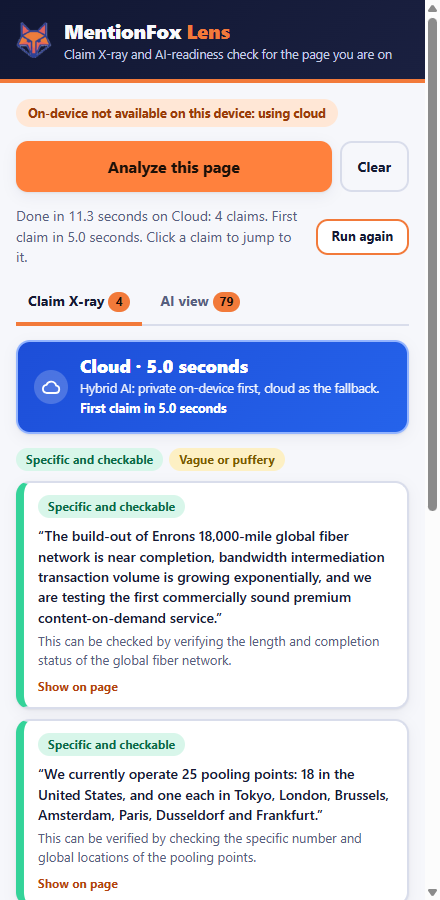 MentionFox Lens
Claim X-ray and AI-readiness check for the page you are on
On-device not available on this device: using cloud
Analyze this page
Clear
Done in 11.3 seconds on Cloud: 4 claims. First
claim in 5.0 seconds. Click a claim to jump to
it.
Run again
Claim X-ray 4
AI view 79
Cloud · 5.0 seconds
Hybrid AI: private on-device first, cloud as the fallback.
First claim in 5.0 seconds
Specific and checkable
Vague or puffery
Specific and checkable
“The build-out of Enrons 18,000-mile global fiber
network is near completion, bandwidth intermediation
transaction volume is growing exponentially, and we
are testing the first commercially sound premium
content-on-demand service.”
This can be checked by verifying the length and completion
status of the global fiber network.
Show on page
Specific and checkable
“We currently operate 25 pooling points: 18 in the
United States, and one each in Tokyo, London, Brussels,
Amsterdam, Paris, Dusseldorf and Frankfurt.”
This can be verified by checking the specific number and
global locations of the pooling points.
Show on page